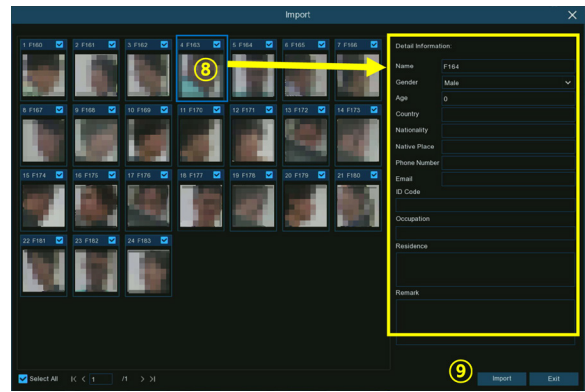 Import
1 F160 2 F161 3 F162 4 F163 5 F164 6 F165 7 F166
⑧
8 F167 9 F168 10 F169 11 F170 12 F171 13 F172 14 F173
15 F174 16 F175 17 F176 18 F177 19 F178 20 F179 21 F180
22 F181 23 F182 24 F183
Detail Information:
Name F164
Gender Male
Age 0
Country
Nationality
Native Place
Phone Number
Email
ID Code
Occupation
Residence
Remark
⑨
Select All |< < 1 /1 > >| Import Exit